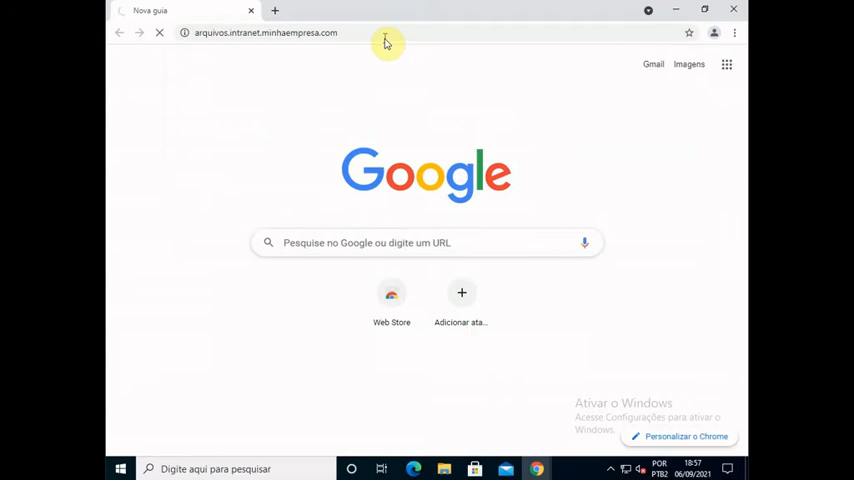 Nova guia
arquivos.intranet.minhaempresa.com
Gmail Imagens
Google
Pesquise no Google ou digite um URL
Web Store Adicionar ata...
Ativar o Windows
Acesse Configurações para ativar o
Windows.
Personalizar o Chrome
Digite aqui para pesquisar
POR 18:57
PTB2 06/09/2021